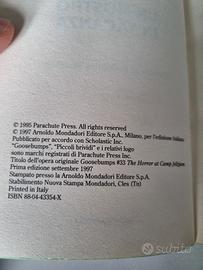 IN VACANZA
© 1995 Parachute Press. All rights reserved
© 1997 Arnoldo Mondadori Editore S.p.A., Milano, per l'edizione italiana
Pubblicato per accordo con Scholastic Inc.
"Goosebumps", "Piccoli brividi" e i relativi logo
sono marchi registrati di Parachute Press Inc.
Titolo dell'opera originale: Goosebumps #33 The Horror at Camp Jellyjam
Prima edizione settembre 1997
Stampato presso la Arnoldo Mondadori Editore S.p.A.
Stabilimento Nuova Stampa Mondadori, Cles (Tn)
Printed in Italy
ISBN 88-04-43354-X
subito